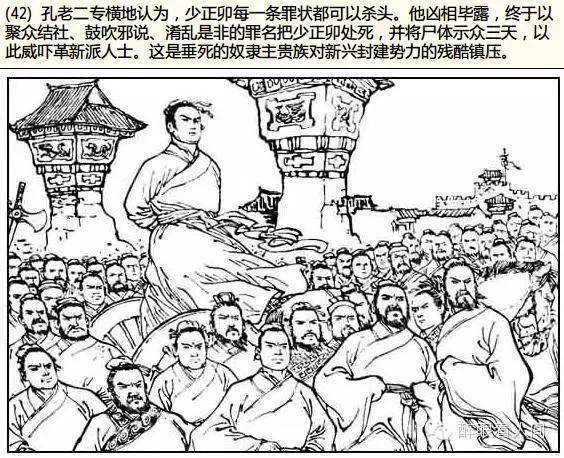 (42) 孔老二专横地认为，少正卯每一条罪状都可以杀头。他凶相毕露，终于以
聚众结社、鼓吹邪说、淆乱是非的罪名把少正卯处死，并将尸体示众三天，以
此威吓革新派人士。这是垂死的奴隶主贵族对新兴封建势力的残酷镇压。